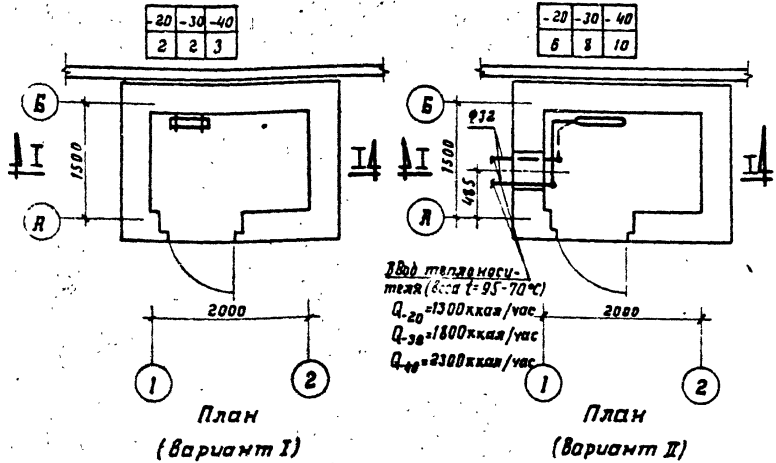 -20 -30 -40
2 2 3
Б
I
I
1500
А
2000
1
2
План
(вариант I)
-20 -30 -40
6 8 10
Б
ф32
I
I
1500
485
А
Ввод теплоноси-
теля (вода t=95-70°С)
Q-20=1300ккал/час
Q-30=1800ккал/час
Q-40=2300ккал/час
2000
1
2
План
(вариант II)